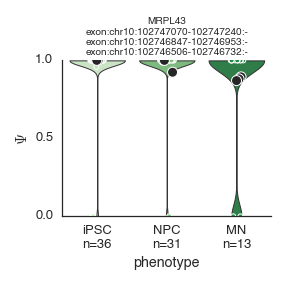 MRPL43
exon:chr10:102747070-102747240:-
exon:chr10:102746847-102746953:-
exon:chr10:102746506-102746732:-
1.0
0.5
0.0
Ψ
iPSC NPC MN
n=36 n=31 n=13
phenotype